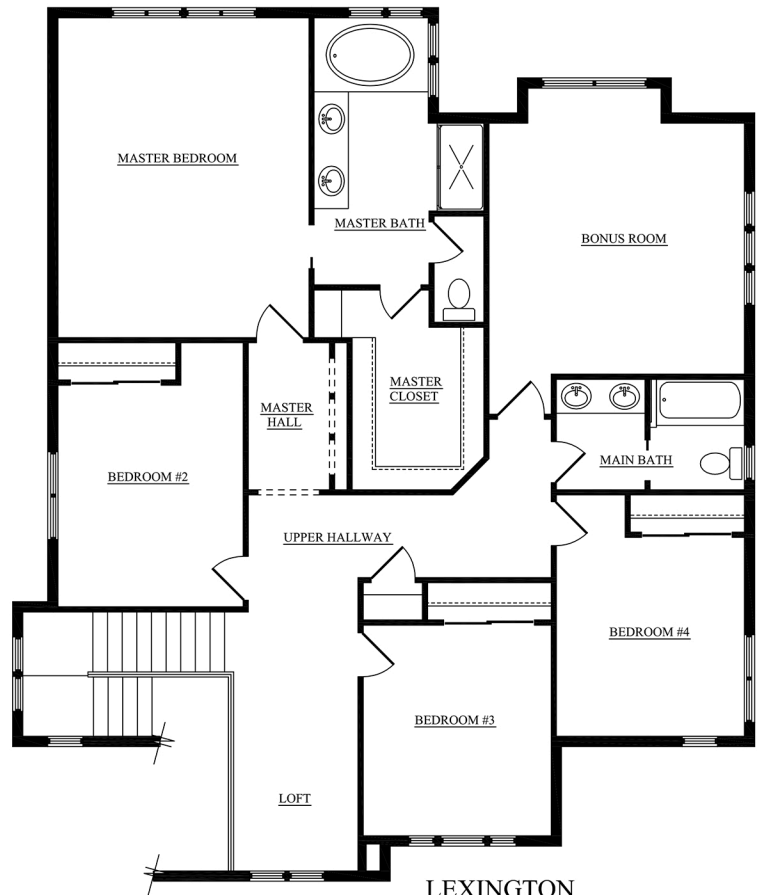 MASTER BEDROOM
MASTER BATH
BONUS ROOM
MASTER
CLOSET
MASTER
HALL
MAIN BATH
BEDROOM #2
UPPER HALLWAY
BEDROOM #4
BEDROOM #3
LOFT
LEXINGTON